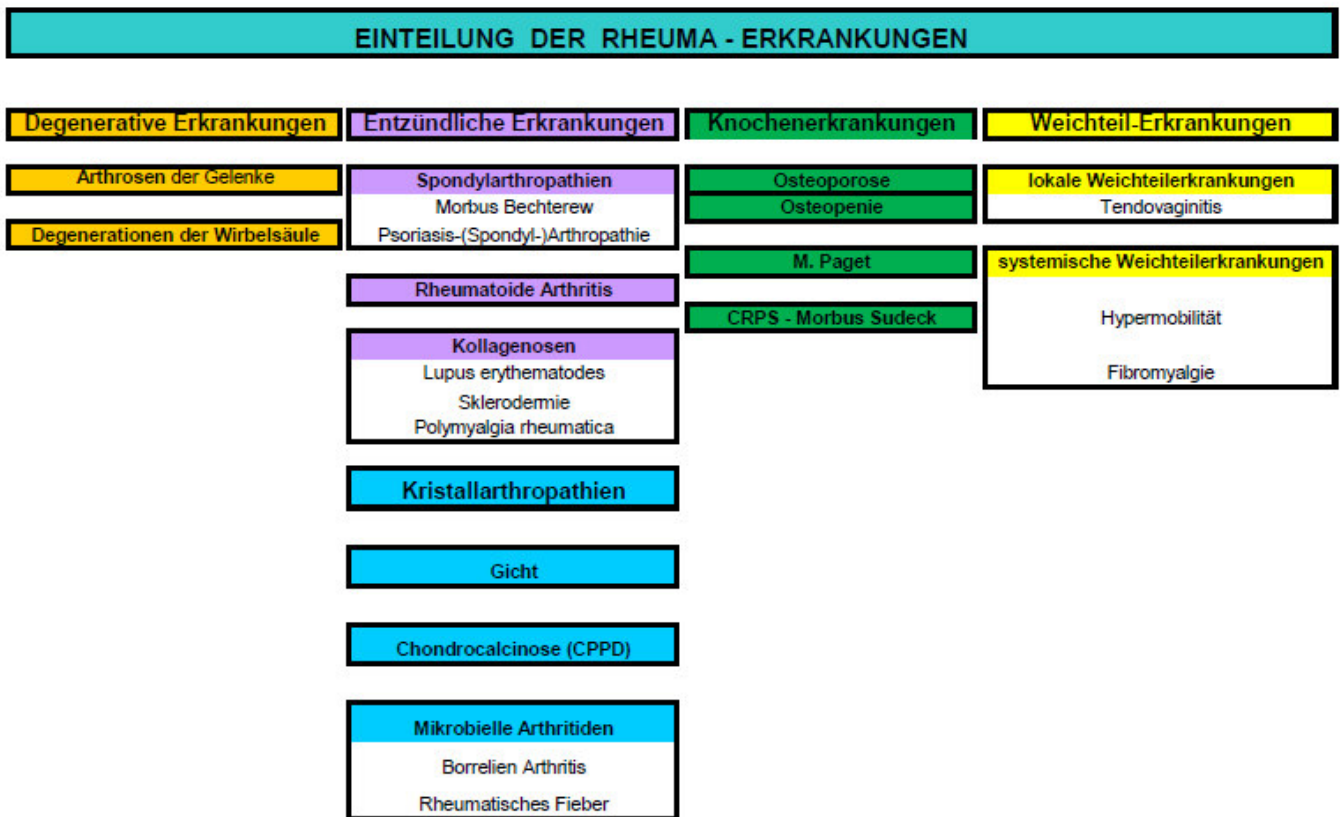 EINTEILUNG DER RHEUMA - ERKRANKUNGEN
Degenerative Erkrankungen
Arthrosen der Gelenke
Degenerationen der Wirbelsäule
Entzündliche Erkrankungen
Spondylarthropathien
Morbus Bechterew
Psoriasis-(Spondyl-)Arthropathie
Rheumatoide Arthritis
Kollagenosen
Lupus erythematodes
Sklerodermie
Polymyalgia rheumatica
Kristallarthropathien
Gicht
Chondrocalcinose (CPPD)
Mikrobielle Arthritiden
Borrelien Arthritis
Rheumatisches Fieber
Knochenerkrankungen
Osteoporose
Osteopenie
M. Paget
CRPS - Morbus Sudeck
Weichteil-Erkrankungen
lokale Weichteilerkrankungen
Tendovaginitis
systemische Weichteilerkrankungen
Hypermobilität
Fibromyalgie